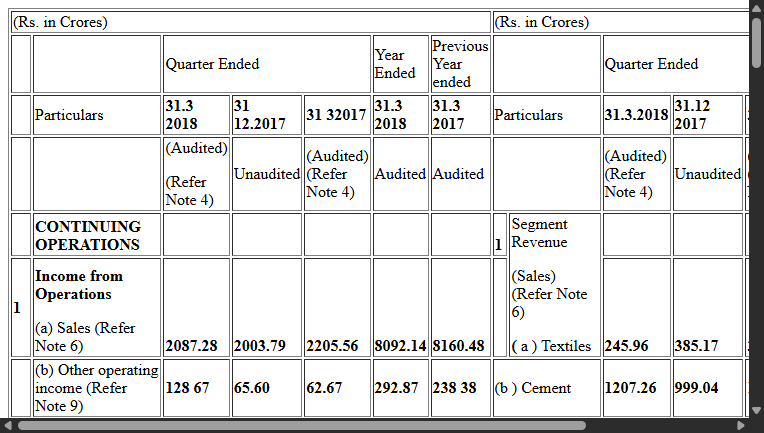 (Rs. in Crores) (Rs. in Crores)
Quarter Ended Year Ended Previous Year ended Quarter Ended
Particulars 31.3 2018 31 12.2017 31 32017 31.3 2018 31.3 2017 Particulars 31.3.2018 31.12 2017
(Audited) (Refer Note 4) Unaudited (Audited) (Refer Note 4) Audited Audited (Audited) (Refer Note 4) Unaudited
CONTINUING OPERATIONS
1 Segment Revenue
(Sales) (Refer Note 6)
1 Income from Operations
(a) Sales (Refer Note 6) 2087.28 2003.79 2205.56 8092.14 8160.48 ( a ) Textiles 245.96 385.17
(b) Other operating income (Refer Note 9) 128 67 65.60 62.67 292.87 238 38 (b ) Cement 1207.26 999.04